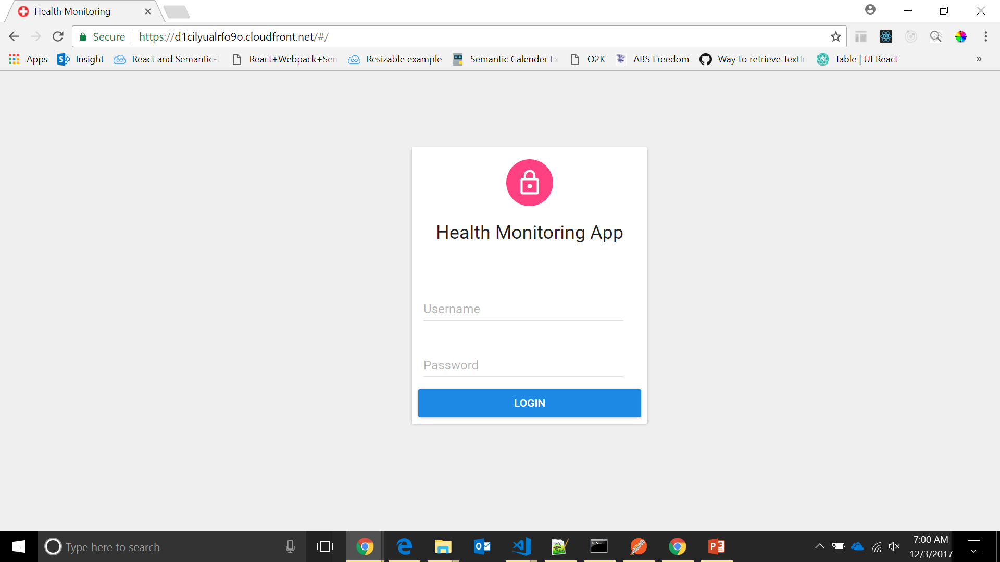 Health Monitoring
Secure
https://d1cilyualrfo9o.cloudfront.net/#/
Apps
Insight
React and Semantic-
React+Webpack+Sem
Resizable example
Semantic Calender Ex
O2K
ABS Freedom
Way to retrieve TextIn
Table | UI React
»
Health Monitoring App
Username
Password
LOGIN
Type here to search
7:00 AM
12/3/2017